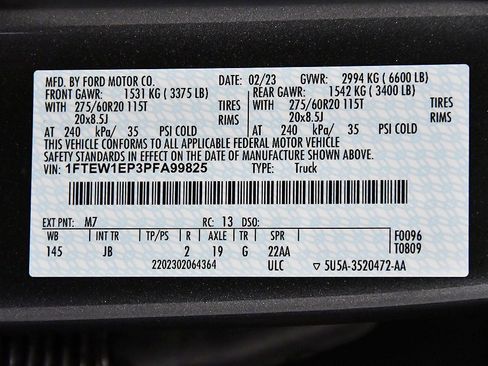 MFD. BY FORD MOTOR CO. DATE: 02/23 GVWR: 2994 KG ( 6600 LB)
FRONT GAWR: 1531 KG ( 3375 LB) REAR GAWR: 1542 KG ( 3400 LB)
WITH 275/60R20 115T TIRES WITH 275/60R20 115T TIRES
20x8.5J RIMS 20x8.5J RIMS
AT 240 kPa/ 35 PSI COLD AT 240 kPa/ 35 PSI COLD
THIS VEHICLE CONFORMS TO ALL APPLICABLE FEDERAL MOTOR VEHICLE
SAFETY STANDARDS IN EFFECT ON THE DATE OF MANUFACTURE SHOWN ABOVE.
VIN: 1FTEW1EP3PFA99825 TYPE: Truck
EXT PNT: M7 RC: 13 DSO:
WB INT TR TP/PS R AXLE TR SPR F0096
145 JB 2 19 G 22AA T0809
2202302064364 ULC ▽ 5U5A-3520472-AA